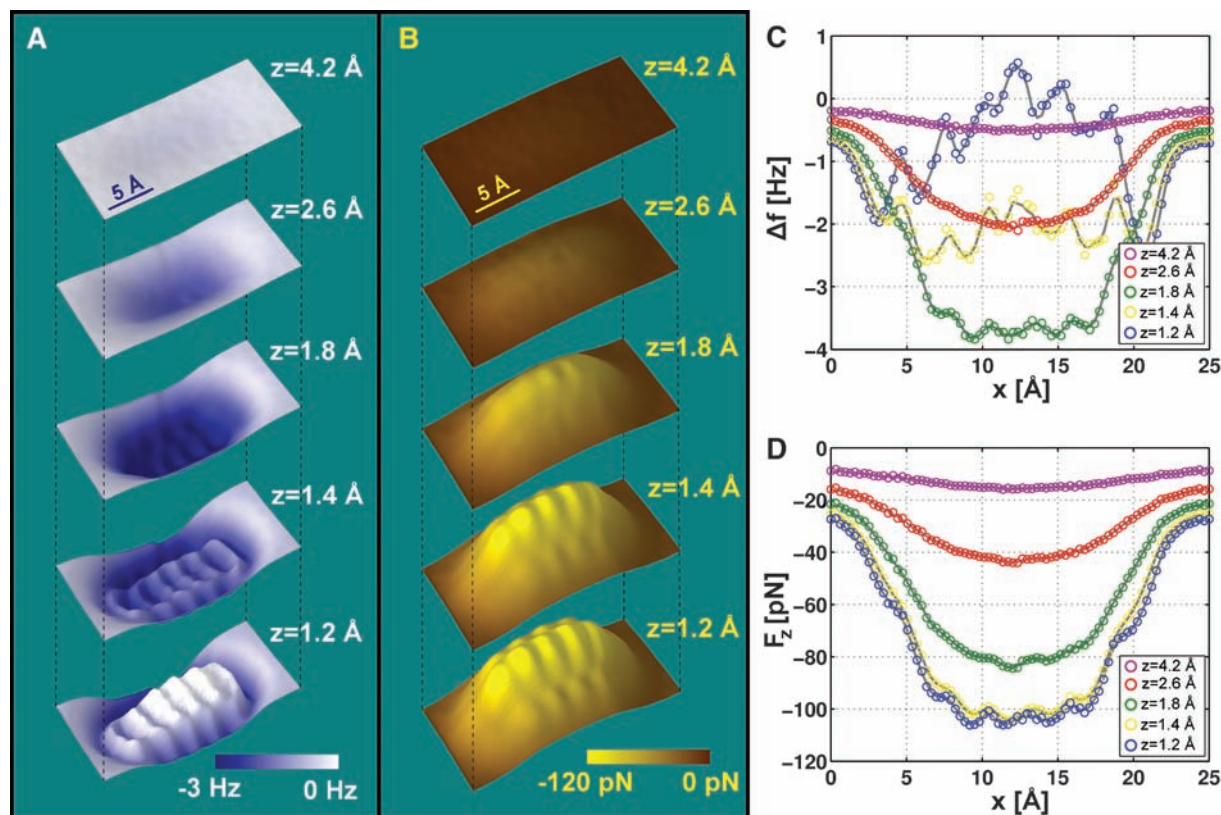 A
z=4.2 Å
5 Å
z=2.6 Å
z=1.8 Å
z=1.4 Å
z=1.2 Å
-3 Hz 0 Hz
B
z=4.2 Å
5 Å
z=2.6 Å
z=1.8 Å
z=1.4 Å
z=1.2 Å
-120 pN 0 pN
C
1
0
-1
-2
-3
-4
Δf [Hz]
z=4.2 Å
z=2.6 Å
z=1.8 Å
z=1.4 Å
z=1.2 Å
0 5 10 15 20 25
x [Å]
D
0
-20
-40
-60
-80
-100
-120
Fz [pN]
z=4.2 Å
z=2.6 Å
z=1.8 Å
z=1.4 Å
z=1.2 Å
0 5 10 15 20 25
x [Å]